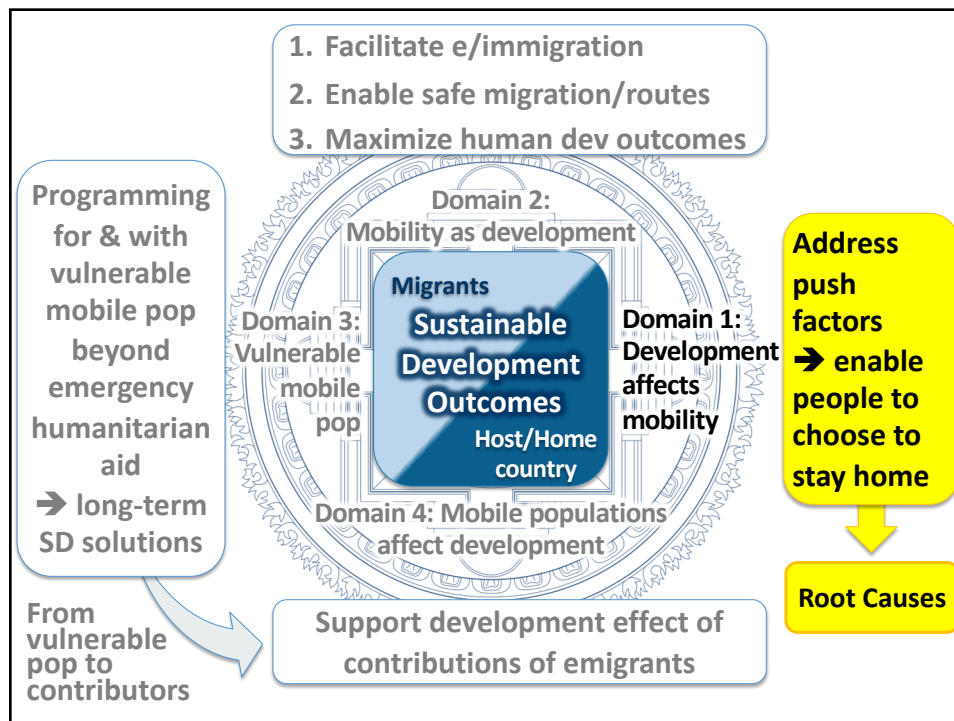 1. Facilitate e/immigration
2. Enable safe migration/routes
3. Maximize human dev outcomes
Programming
for & with
vulnerable
mobile pop
beyond
emergency
humanitarian
aid
➔ long-term
SD solutions
Domain 2:
Mobility as development
Domain 3:
Vulnerable
mobile
pop
Migrants
Sustainable
Development
Outcomes
Host/Home
country
Domain 1:
Development
affects
mobility
Address
push
factors
➔ enable
people to
choose to
stay home
Root Causes
Domain 4: Mobile populations
affect development
From
vulnerable
pop to
contributors
Support development effect of
contributions of emigrants